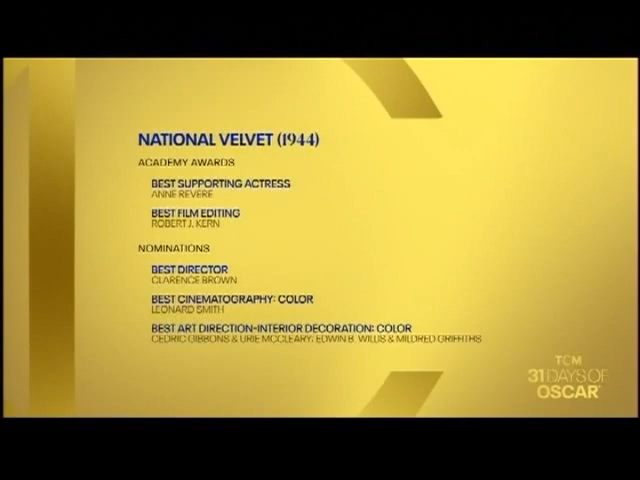 NATIONAL VELVET (1944)
ACADEMY AWARDS
BEST SUPPORTING ACTRESS
ANNE REVERE
BEST FILM EDITING
ROBERT J. KERN
NOMINATIONS
BEST DIRECTOR
CLARENCE BROWN
BEST CINEMATOGRAPHY: COLOR
LEONARD SMITH
BEST ART DIRECTION-INTERIOR DECORATION: COLOR
CEDRIC GIBBONS & URIE MCCLEARY; EDWIN B. WILLIS & MILDRED GRIFFITHS
TCM
31 DAYS OF
OSCAR